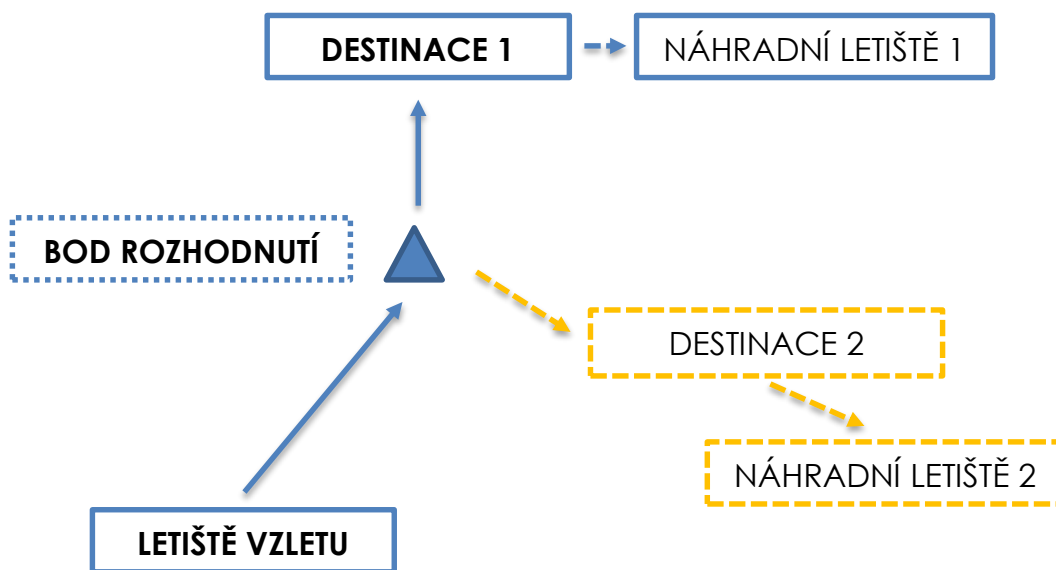 DESTINACE 1
NÁHRADNÍ LETIŠTĚ 1
BOD ROZHODNUTÍ
DESTINACE 2
NÁHRADNÍ LETIŠTĚ 2
LETIŠTĚ VZLETU